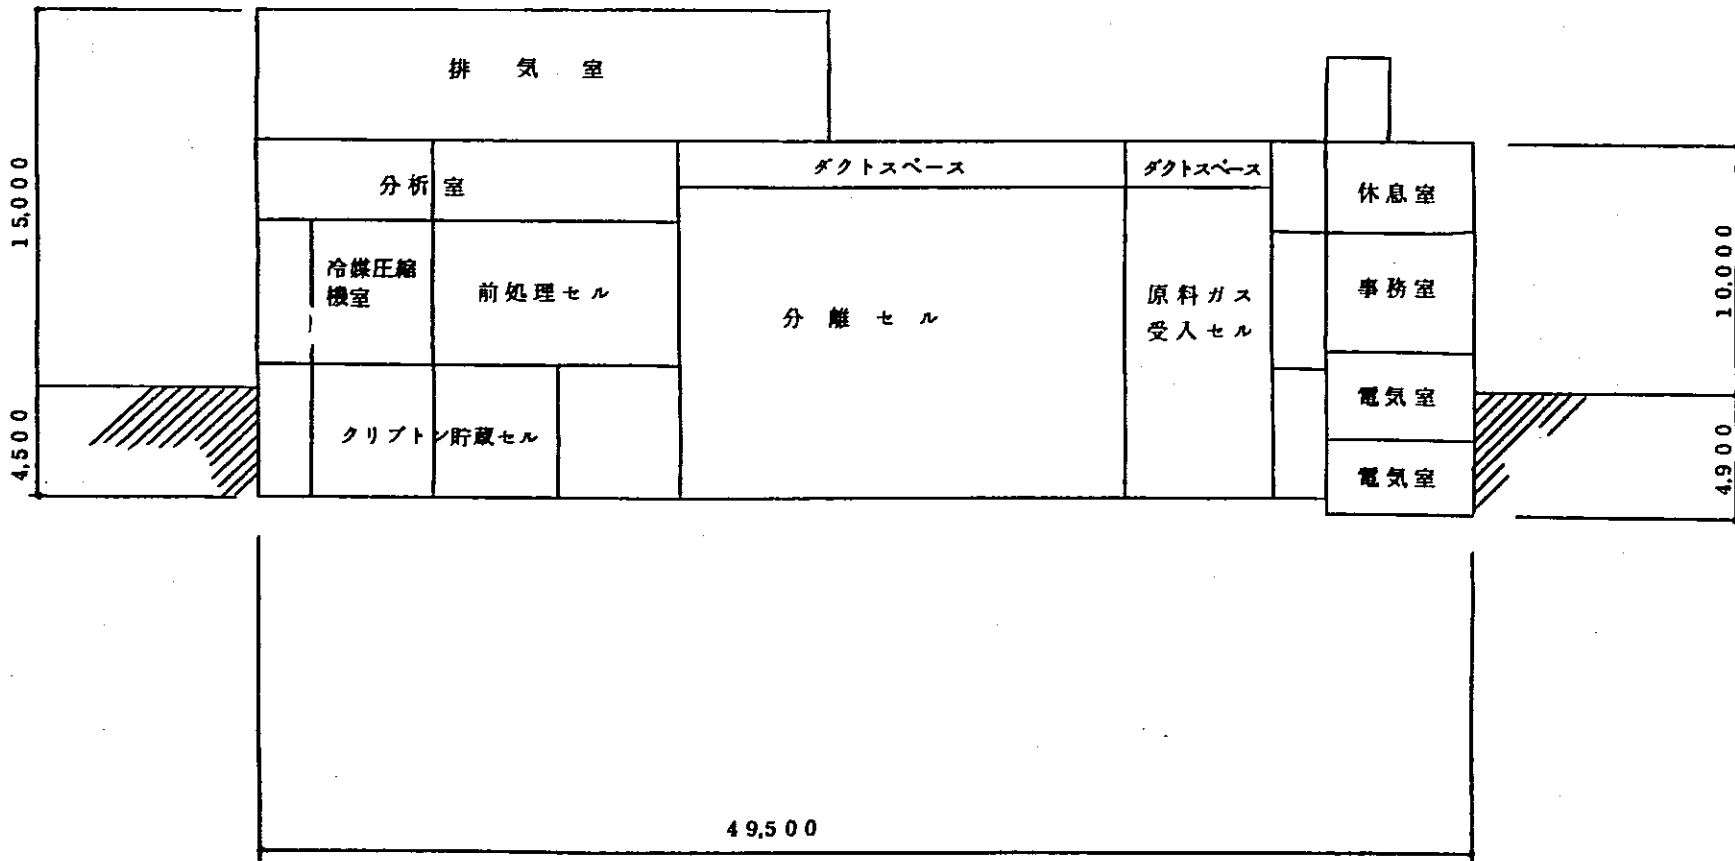 排気室
ダクトスペース
ダクトスペース
分析室
休息室
15,000
冷媒圧縮
機室
前処理セル
分離セル
原料ガス
受入セル
事務室
10,000
電気室
クリプトン貯蔵セル
4,500
電気室
4,900
49,500